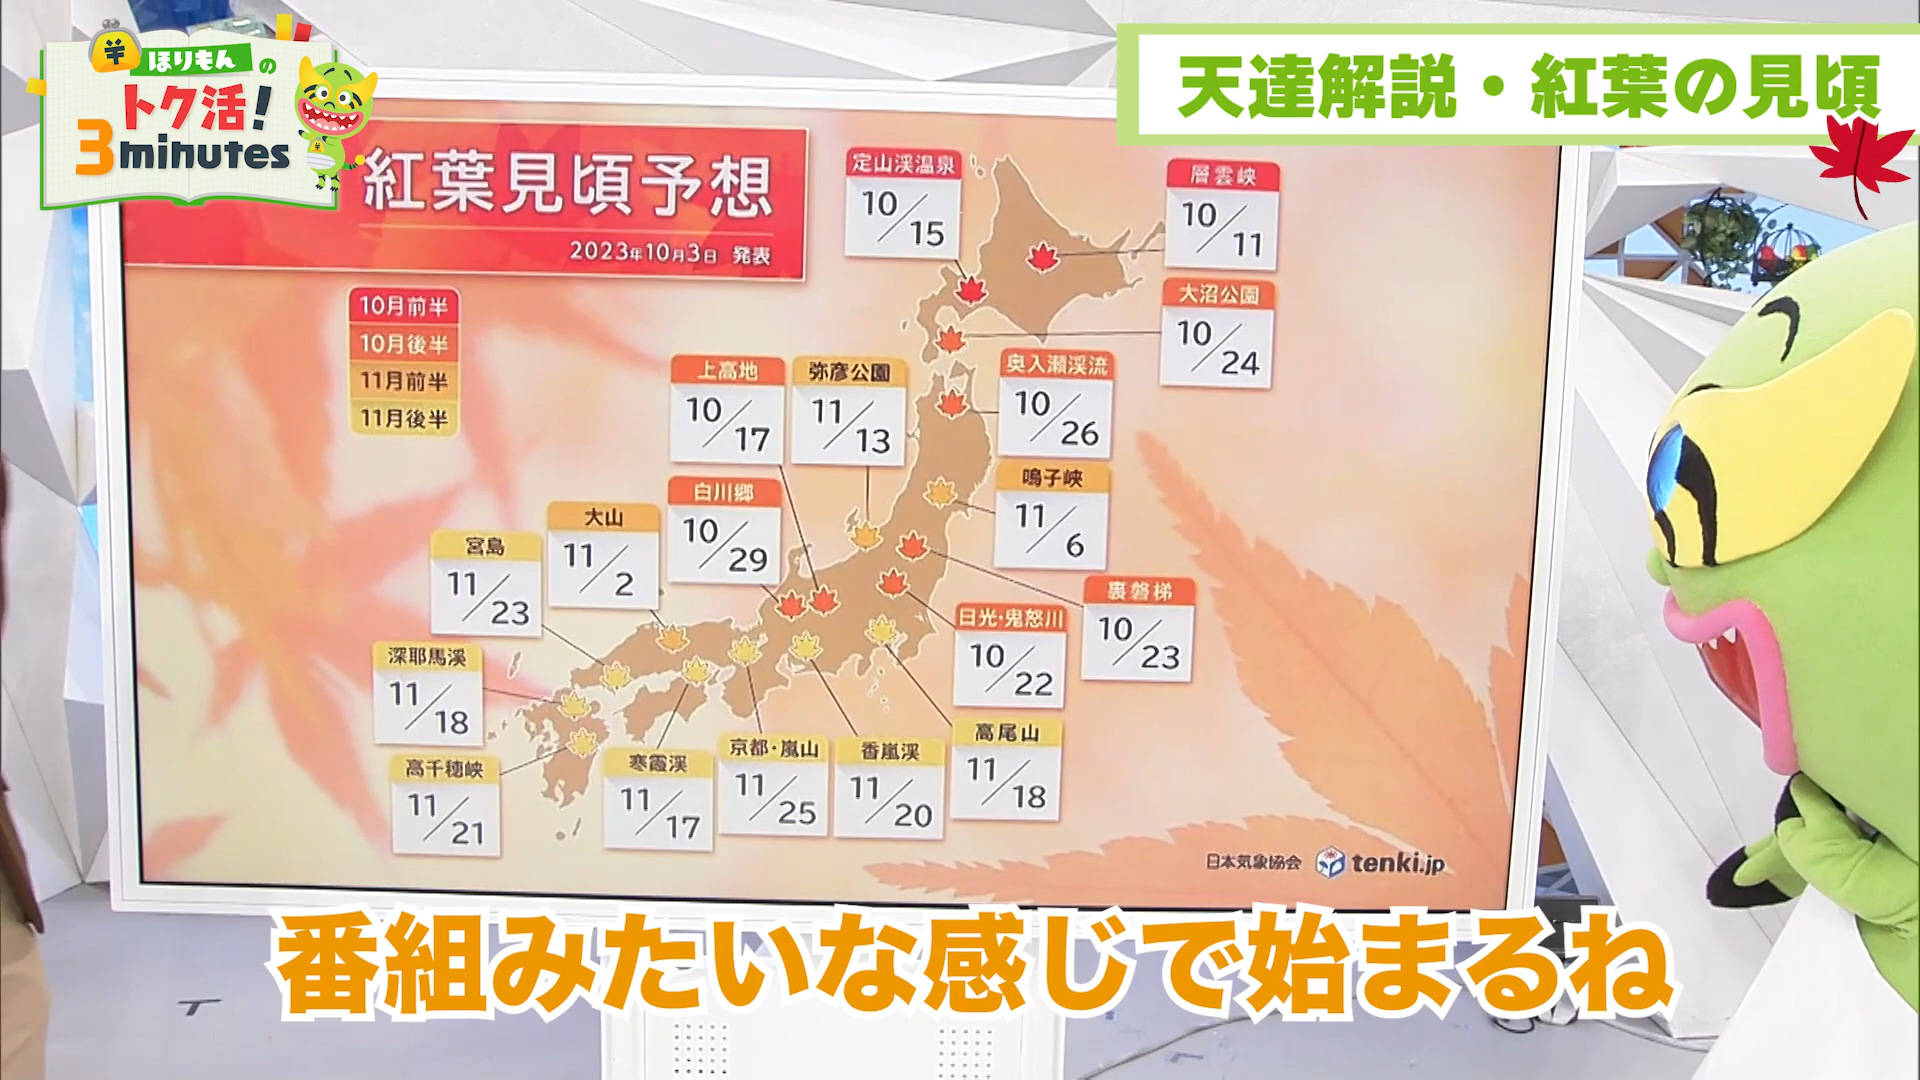 ほりもんの
トク活!
3minutes
天達解説・紅葉の見頃
紅葉見頃予想
2023年10月3日 発表
10月前半
10月後半
11月前半
11月後半
定山渓温泉
10/15
層雲峡
10/11
大沼公園
10/24
上高地
10/17
弥彦公園
11/13
奥入瀬渓流
10/26
鳴子峡
11/6
白川郷
10/29
大山
11/2
宮島
11/23
裏磐梯
10/23
日光・鬼怒川
10/22
深耶馬溪
11/18
高千穂峡
11/21
寒霞渓
11/17
京都・嵐山
11/25
香嵐渓
11/20
高尾山
11/18
日本気象協会 tenki.jp
番組みたいな感じで始まるね